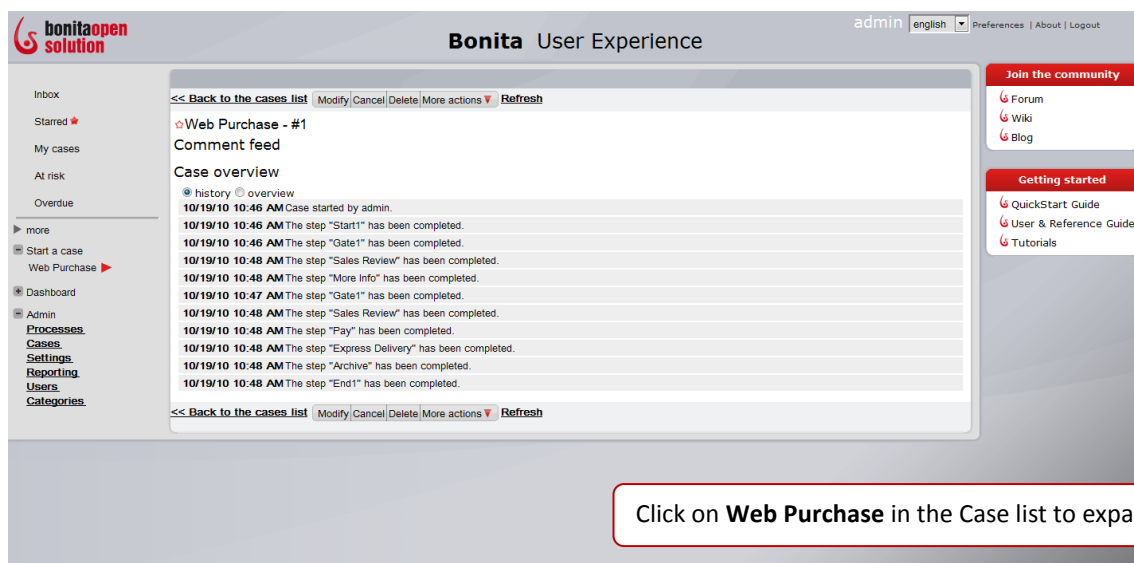 bonitaopen
solution
Bonita User Experience
admin english Preferences | About | Logout
Inbox
Starred
My cases
At risk
Overdue
more
Start a case
Web Purchase
Dashboard
Admin
Processes
Cases
Settings
Reporting
Users
Categories
<< Back to the cases list Modify Cancel Delete More actions Refresh
Web Purchase - #1
Comment feed
Case overview
history overview
10/19/10 10:46 AM Case started by admin.
10/19/10 10:46 AM The step "Start1" has been completed.
10/19/10 10:46 AM The step "Gate1" has been completed.
10/19/10 10:48 AM The step "Sales Review" has been completed.
10/19/10 10:48 AM The step "More Info" has been completed.
10/19/10 10:47 AM The step "Gate1" has been completed.
10/19/10 10:48 AM The step "Sales Review" has been completed.
10/19/10 10:48 AM The step "Pay" has been completed.
10/19/10 10:48 AM The step "Express Delivery" has been completed.
10/19/10 10:48 AM The step "Archive" has been completed.
10/19/10 10:48 AM The step "End1" has been completed.
<< Back to the cases list Modify Cancel Delete More actions Refresh
Join the community
Forum
Wiki
Blog
Getting started
QuickStart Guide
User & Reference Guide
Tutorials
Click on Web Purchase in the Case list to expa